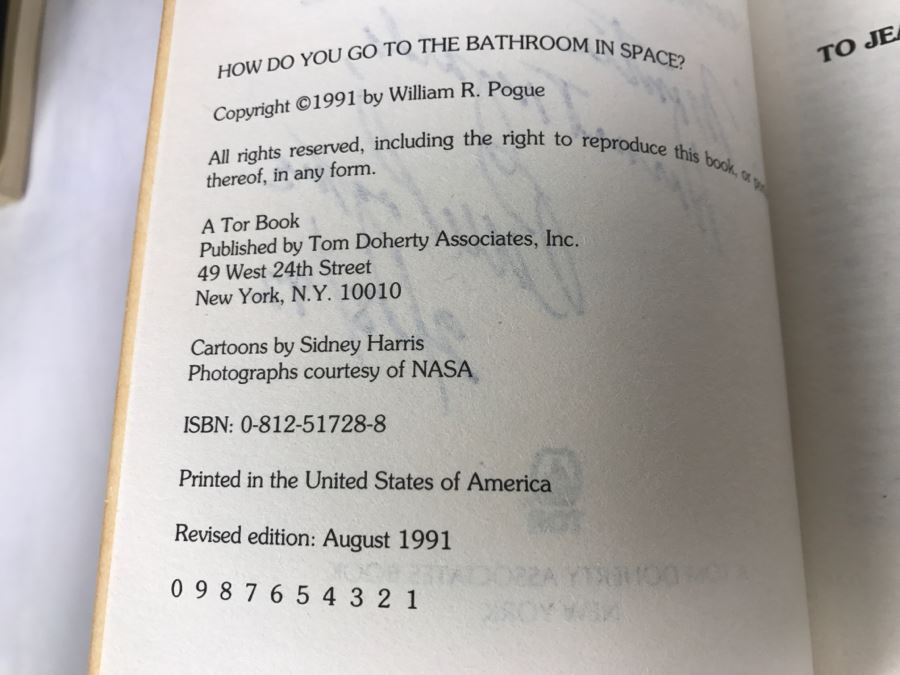 HOW DO YOU GO TO THE BATHROOM IN SPACE?
Copyright ©1991 by William R. Pogue
All rights reserved, including the right to reproduce this book, or
thereof, in any form.
A Tor Book
Published by Tom Doherty Associates, Inc.
49 West 24th Street
New York, N.Y. 10010
Cartoons by Sidney Harris
Photographs courtesy of NASA
ISBN: 0-812-51728-8
Printed in the United States of America
Revised edition: August 1991
0 9 8 7 6 5 4 3 2 1
TO